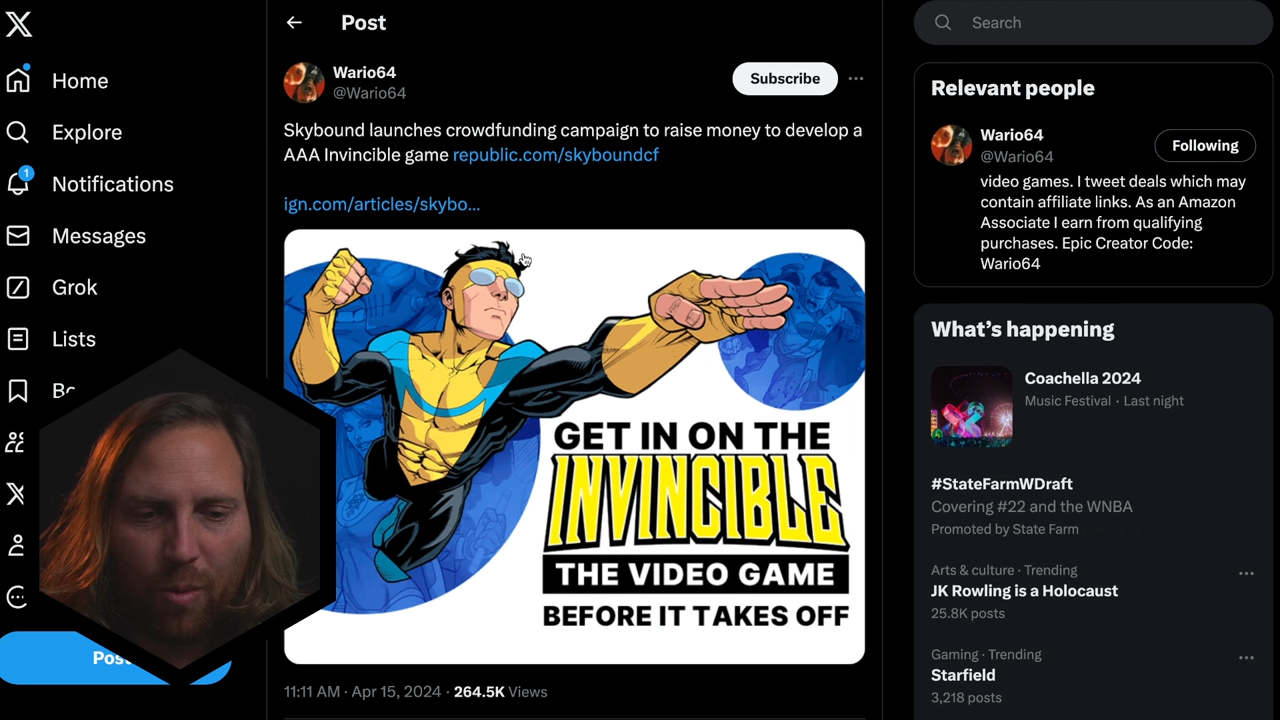 Home
Explore
1
Notifications
Messages
Grok
Lists
Post
Post
Wario64
@Wario64
Subscribe
Skybound launches crowdfunding campaign to raise money to develop a
AAA Invincible game republic.com/skyboundcf
ign.com/articles/skybo...
GET IN ON THE
INVINCIBLE
THE VIDEO GAME
BEFORE IT TAKES OFF
11:11 AM · Apr 15, 2024 · 264.5K Views
Search
Relevant people
Wario64
@Wario64
Following
video games. I tweet deals which may
contain affiliate links. As an Amazon
Associate I earn from qualifying
purchases. Epic Creator Code:
Wario64
What's happening
Coachella 2024
Music Festival · Last night
#StateFarmWDraft
Covering #22 and the WNBA
Promoted by State Farm
Arts & culture · Trending
JK Rowling is a Holocaust
25.8K posts
Gaming · Trending
Starfield
3,218 posts